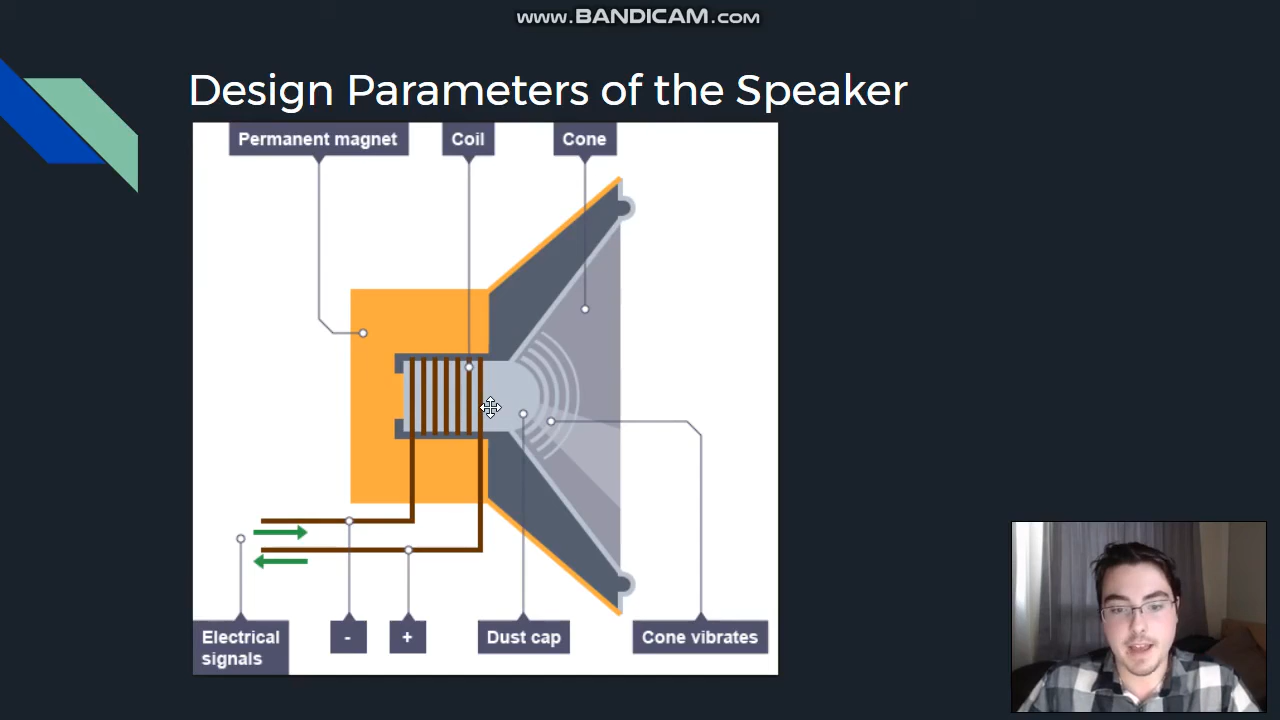 www.BANDICAM.com
Design Parameters of the Speaker
Permanent magnet
Coil
Cone
Electrical
signals
-
+
Dust cap
Cone vibrates